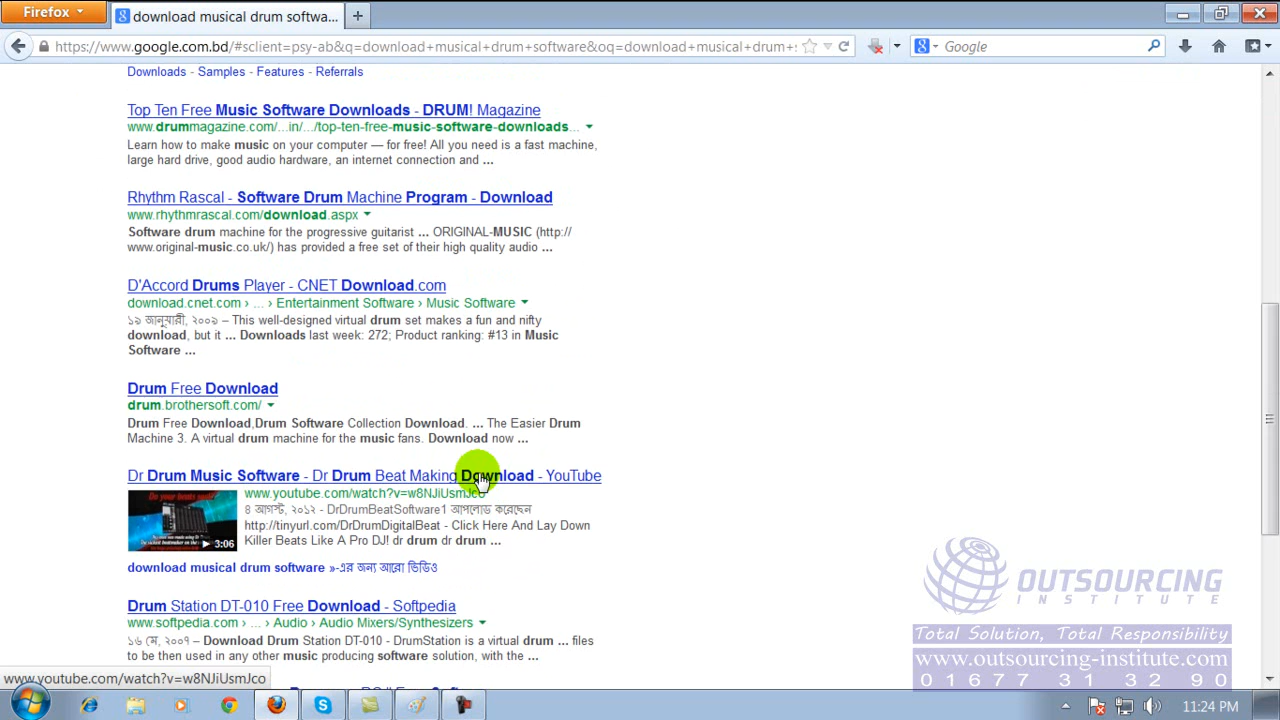 Firefox
download musical drum softwa...
https://www.google.com.bd/#sclient=psy-ab&q=download+musical+drum+software&oq=download+musical+drum+s
Google
Downloads - Samples - Features - Referrals
Top Ten Free Music Software Downloads - DRUM! Magazine
www.drummagazine.com/...in/.../top-ten-free-music-software-downloads...
Learn how to make music on your computer — for free! All you need is a fast machine,
large hard drive, good audio hardware, an internet connection and ...
Rhythm Rascal - Software Drum Machine Program - Download
www.rhythmrascal.com/download.aspx
Software drum machine for the progressive guitarist ... ORIGINAL-MUSIC (http://
www.original-music.co.uk/) has provided a free set of their high quality audio ...
D'Accord Drums Player - CNET Download.com
download.cnet.com › ... › Entertainment Software › Music Software
১৯ জানুয়ারী, ২০০৯ – This well-designed virtual drum set makes a fun and nifty
download, but it ... Downloads last week: 272; Product ranking: #13 in Music
Software ...
Drum Free Download
drum.brothersoft.com/
Drum Free Download,Drum Software Collection Download. ... The Easier Drum
Machine 3. A virtual drum machine for the music fans. Download now ...
Dr Drum Music Software - Dr Drum Beat Making Download - YouTube
www.youtube.com/watch?v=w8NJiUsmJco
৪ আগস্ট, ২০১২ - DrDrumBeatSoftware1 আপলোড করেছেন
http://tinyurl.com/DrDrumDigitalBeat - Click Here And Lay Down
Killer Beats Like A Pro DJ! dr drum dr drum ...
Do your beats suck?
3:06
download musical drum software »-এর জন্য আরো ভিডিও
Drum Station DT-010 Free Download - Softpedia
www.softpedia.com › ... › Audio › Audio Mixers/Synthesizers
১৬ মে, ২০০৭ – Download Drum Station DT-010 - DrumStation is a virtual drum ... files
to be then used in any other music producing software solution, with the ...
www.youtube.com/watch?v=w8NJiUsmJco
OUTSOURCING
INSTITUTE
Total Solution, Total Responsibility
www.outsourcing-institute.com
01677 31 32 90
11:24 PM